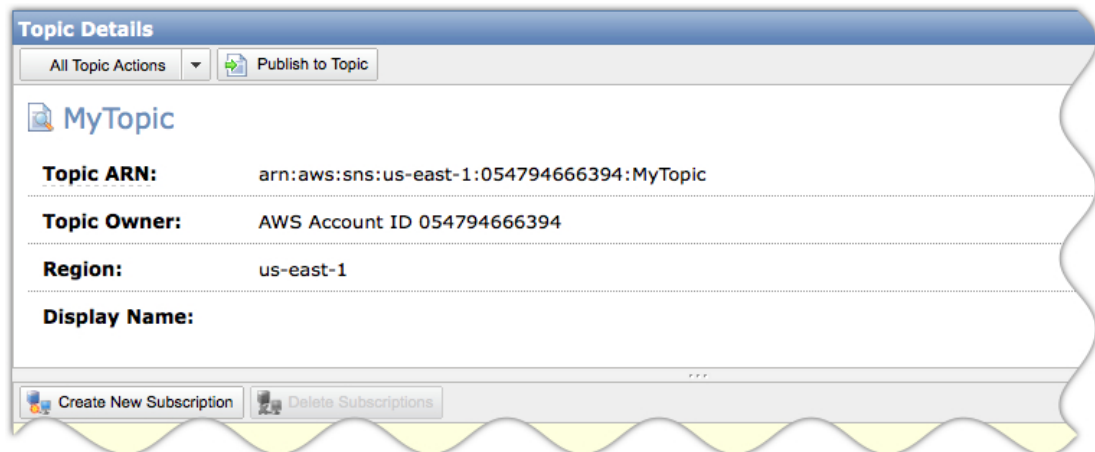 Topic Details
All Topic Actions Publish to Topic
MyTopic
Topic ARN: arn:aws:sns:us-east-1:054794666394:MyTopic
Topic Owner: AWS Account ID 054794666394
Region: us-east-1
Display Name:
Create New Subscription Delete Subscriptions